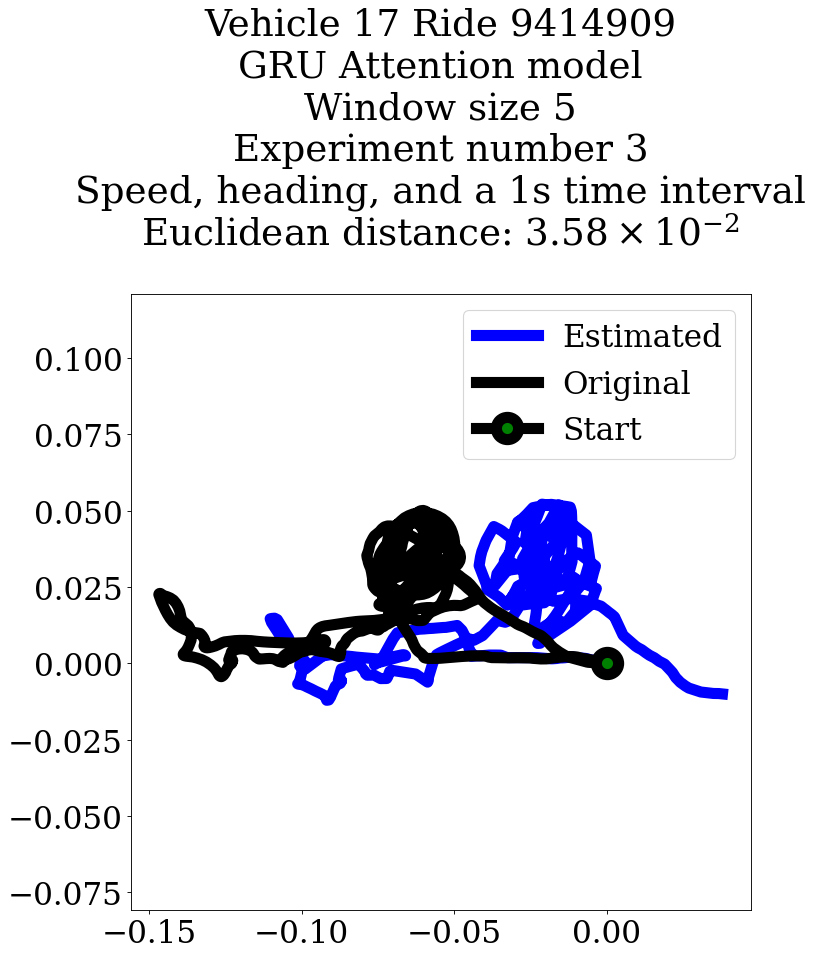 Vehicle 17 Ride 9414909
GRU Attention model
Window size 5
Experiment number 3
Speed, heading, and a 1s time interval
Euclidean distance: 3.58 × 10⁻²
Estimated
Original
Start
0.100
0.075
0.050
0.025
0.000
−0.025
−0.050
−0.075
−0.15 −0.10 −0.05 0.00